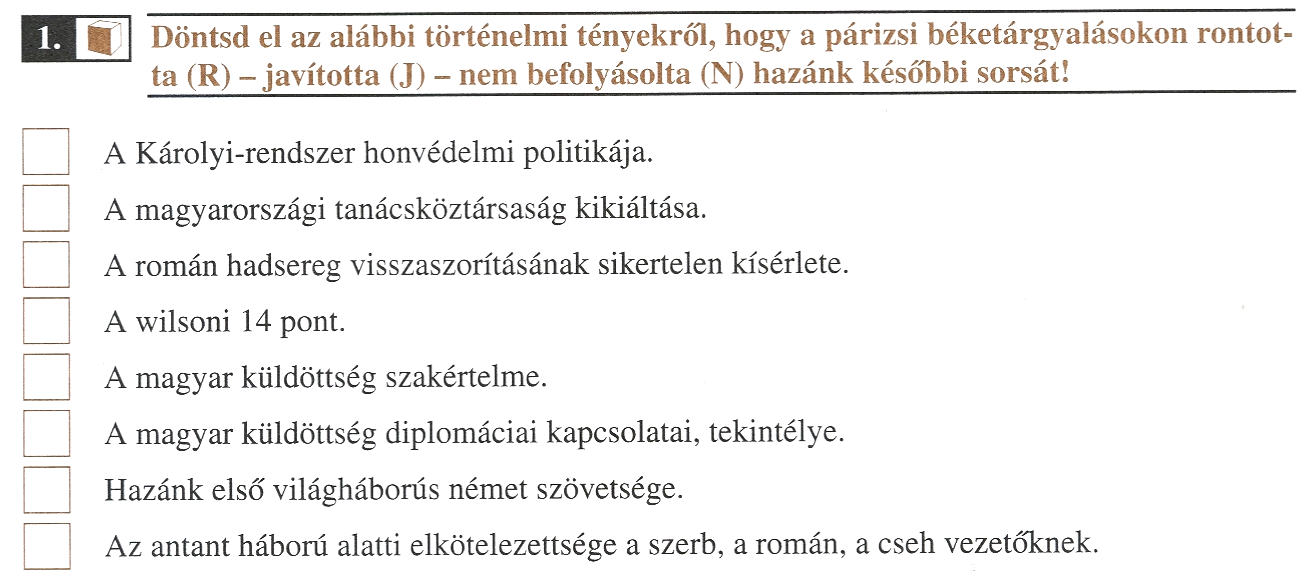 1. Döntsd el az alábbi történelmi tényekről, hogy a párizsi béketárgyalásokon rontot-
ta (R) – javította (J) – nem befolyásolta (N) hazánk későbbi sorsát!
A Károlyi-rendszer honvédelmi politikája.
A magyarországi tanácsköztársaság kikiáltása.
A román hadsereg visszaszorításának sikertelen kísérlete.
A wilsoni 14 pont.
A magyar küldöttség szakértelme.
A magyar küldöttség diplomáciai kapcsolatai, tekintélye.
Hazánk első világháborús német szövetsége.
Az antant háború alatti elkötelezettsége a szerb, a román, a cseh vezetőknek.